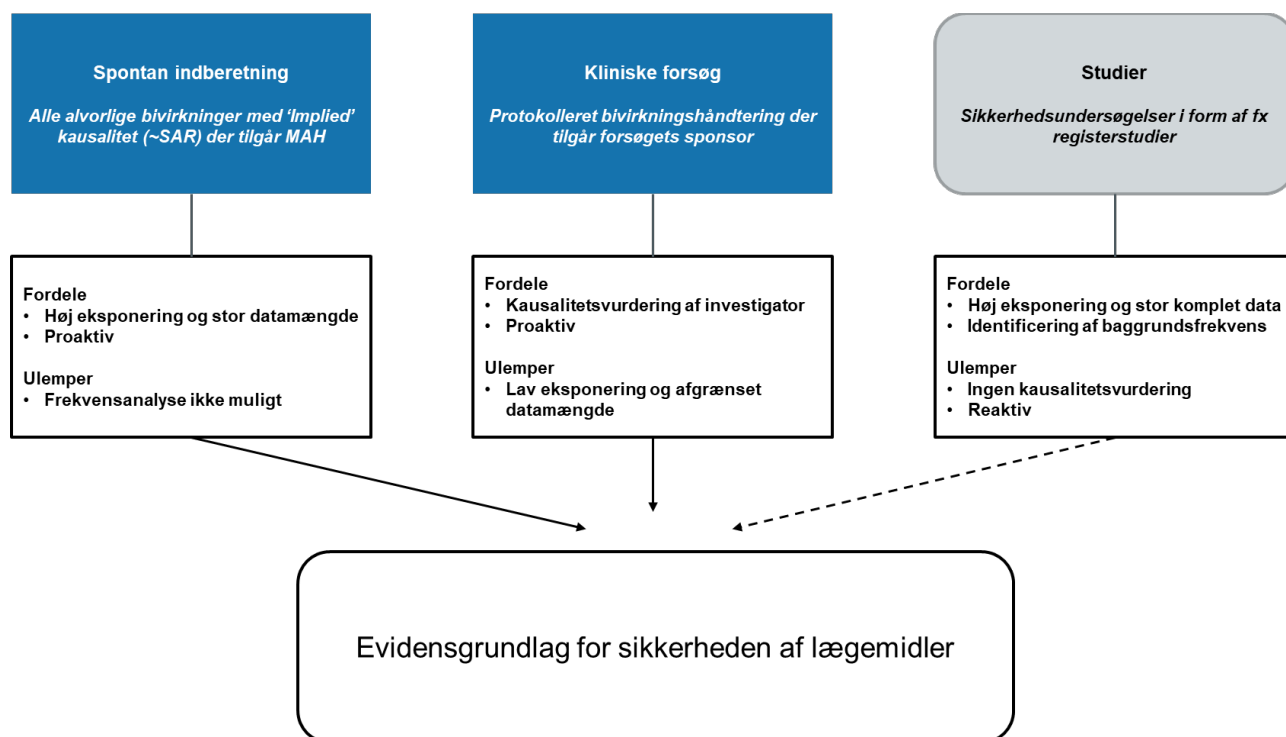 Spontan indberetning
Alle alvorlige bivirkninger med ‘Implied’
kausalitet (~SAR) der tilgår MAH
Kliniske forsøg
Protokolleret bivirkningshåndtering der
tilgår forsøgets sponsor
Studier
Sikkerhedsundersøgelser i form af fx
registerstudier
Fordele
• Høj eksponering og stor datamængde
• Proaktiv
Ulemper
• Frekvensanalyse ikke muligt
Fordele
• Kausalitetsvurdering af investigator
• Proaktiv
Ulemper
• Lav eksponering og afgrænset
datamængde
Fordele
• Høj eksponering og stor komplet data
• Identificering af baggrundsfrekvens
Ulemper
• Ingen kausalitetsvurdering
• Reaktiv
Evidensgrundlag for sikkerheden af lægemidler